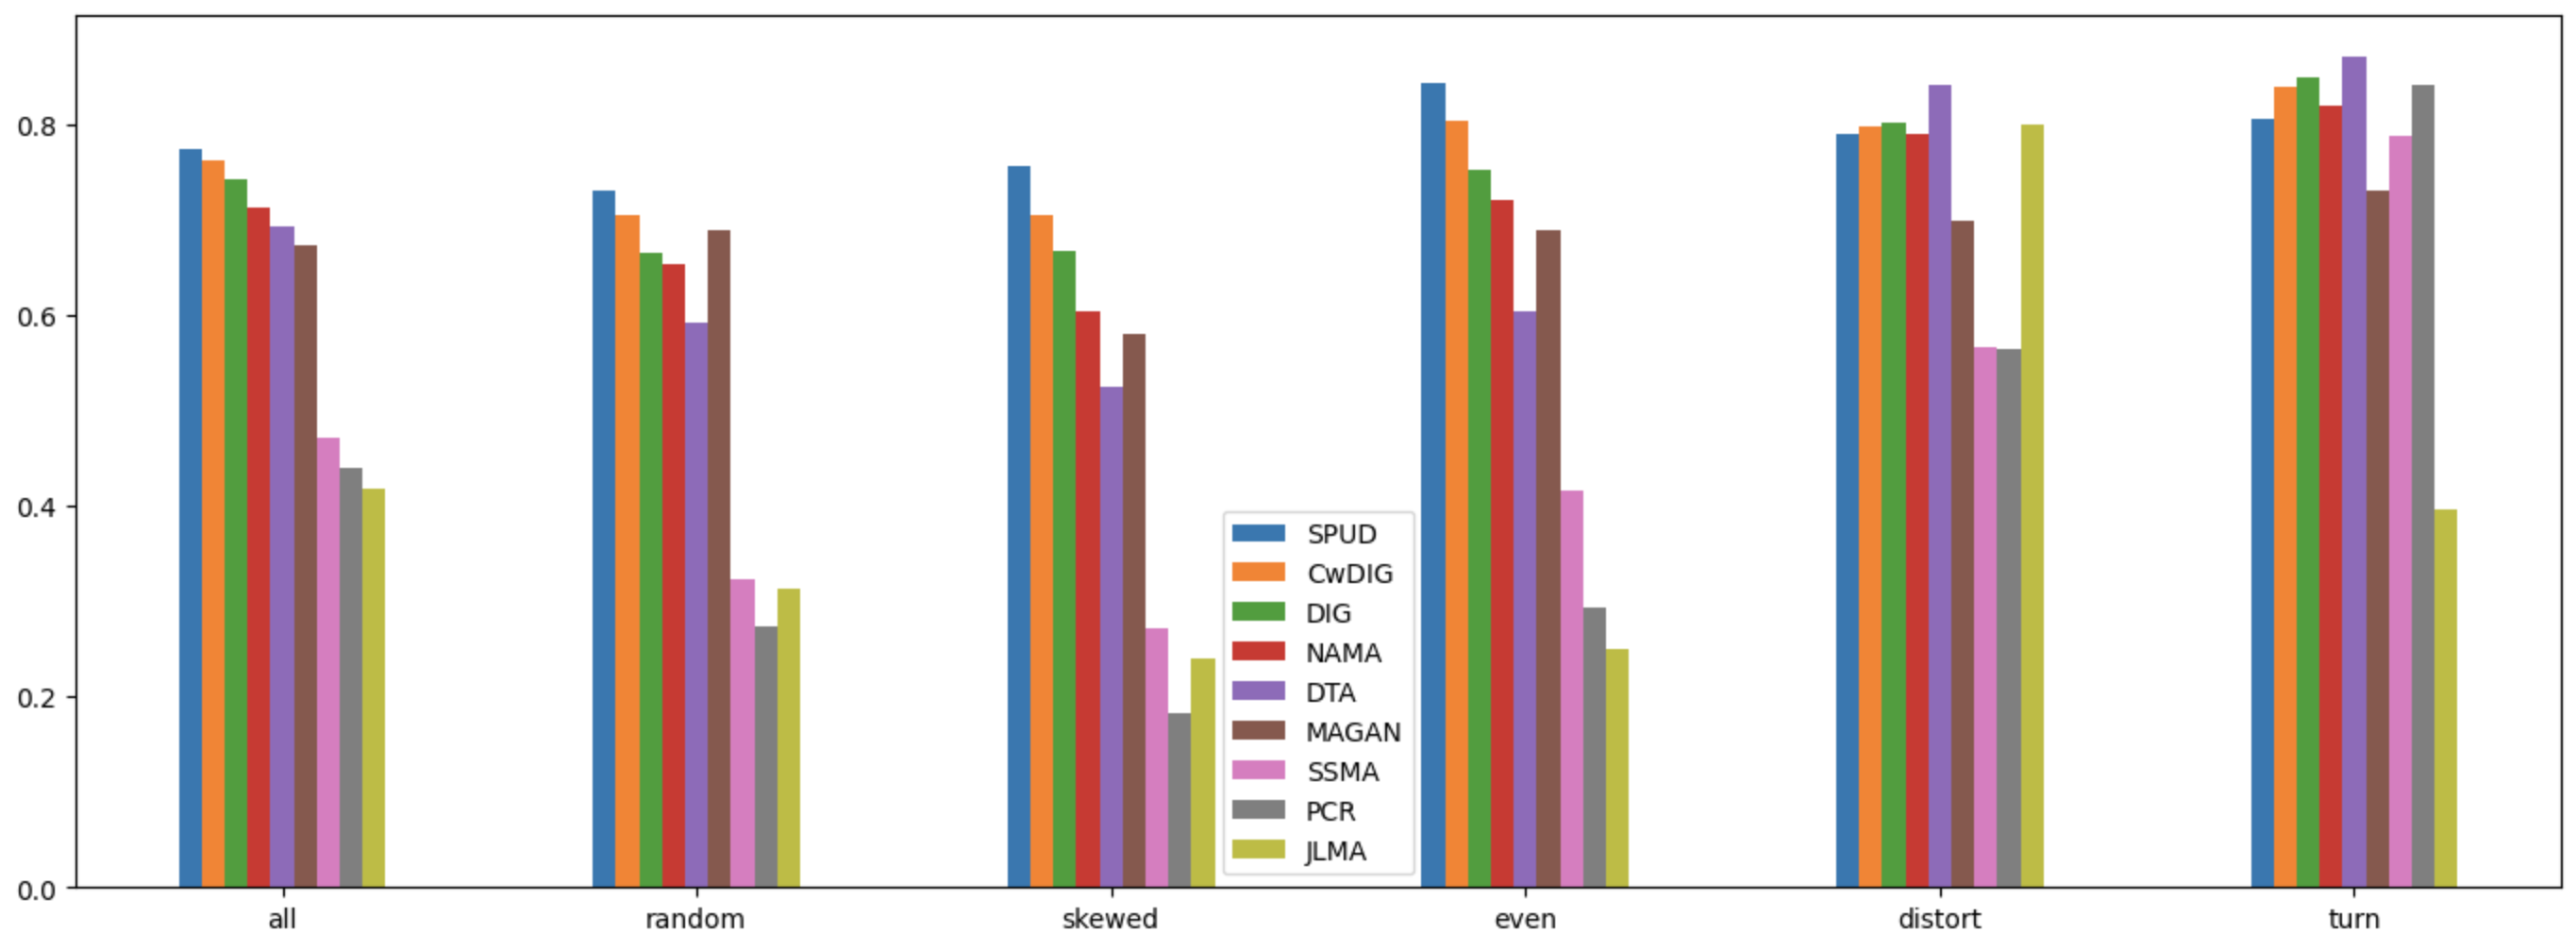 0.8
0.6
0.4
0.2
0.0
SPUD
CwDIG
DIG
NAMA
DTA
MAGAN
SSMA
PCR
JLMA
all random skewed even distort turn